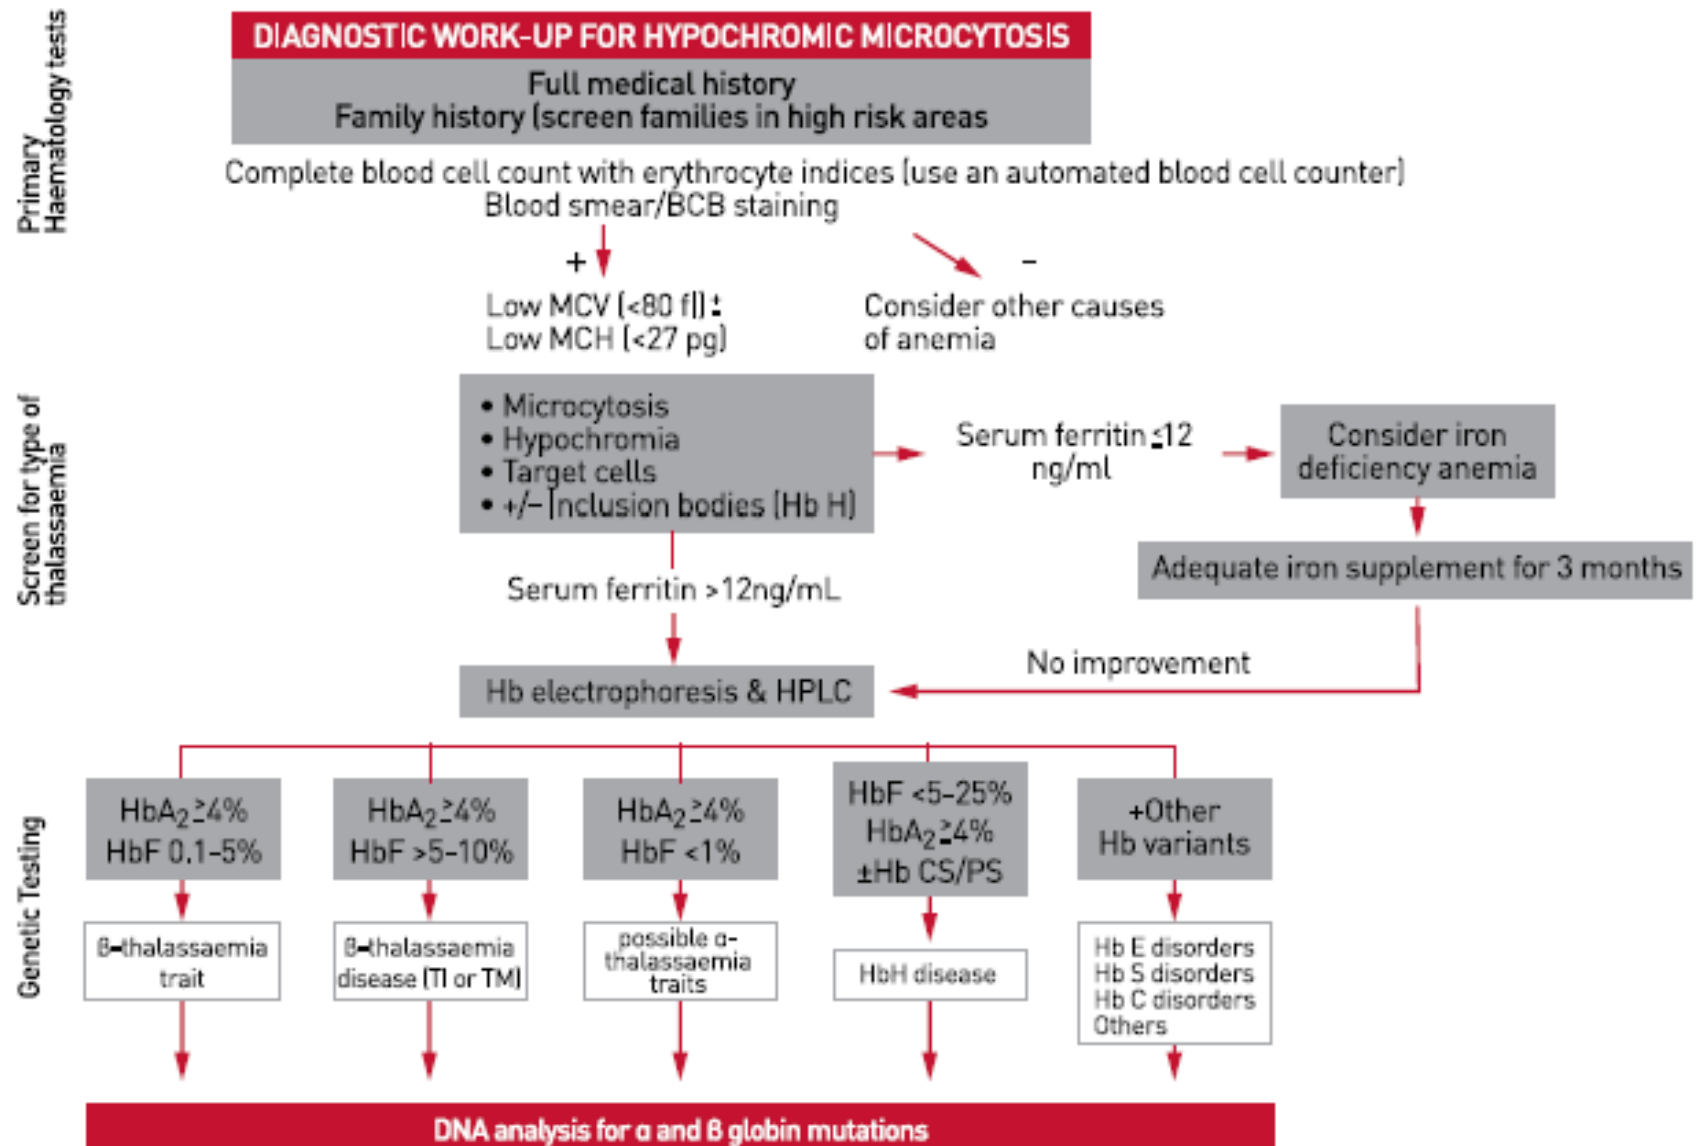 DIAGNOSTIC WORK-UP FOR HYPOCHROMIC MICROCYTOSIS
Full medical history
Family history (screen families in high risk areas
Primary
Haematology tests
Complete blood cell count with erythrocyte indices (use an automated blood cell counter)
Blood smear/BCB staining
+
–
Low MCV (<80 fl) ±
Low MCH (<27 pg)
Consider other causes
of anemia
Screen for type of
thalassaemia
• Microcytosis
• Hypochromia
• Target cells
• +/– Inclusion bodies (Hb H)
Serum ferritin ≤12
ng/ml
Consider iron
deficiency anemia
Adequate iron supplement for 3 months
Serum ferritin >12ng/mL
No improvement
Hb electrophoresis & HPLC
Genetic Testing
HbA₂ ≥4%
HbF 0.1-5%
HbA₂ ≥4%
HbF >5-10%
HbA₂ ≥4%
HbF <1%
HbF <5-25%
HbA₂ ≥4%
±Hb CS/PS
+Other
Hb variants
β-thalassaemia
trait
β-thalassaemia
disease (TI or TM)
possible α-
thalassaemia
traits
HbH disease
Hb E disorders
Hb S disorders
Hb C disorders
Others
DNA analysis for α and β globin mutations